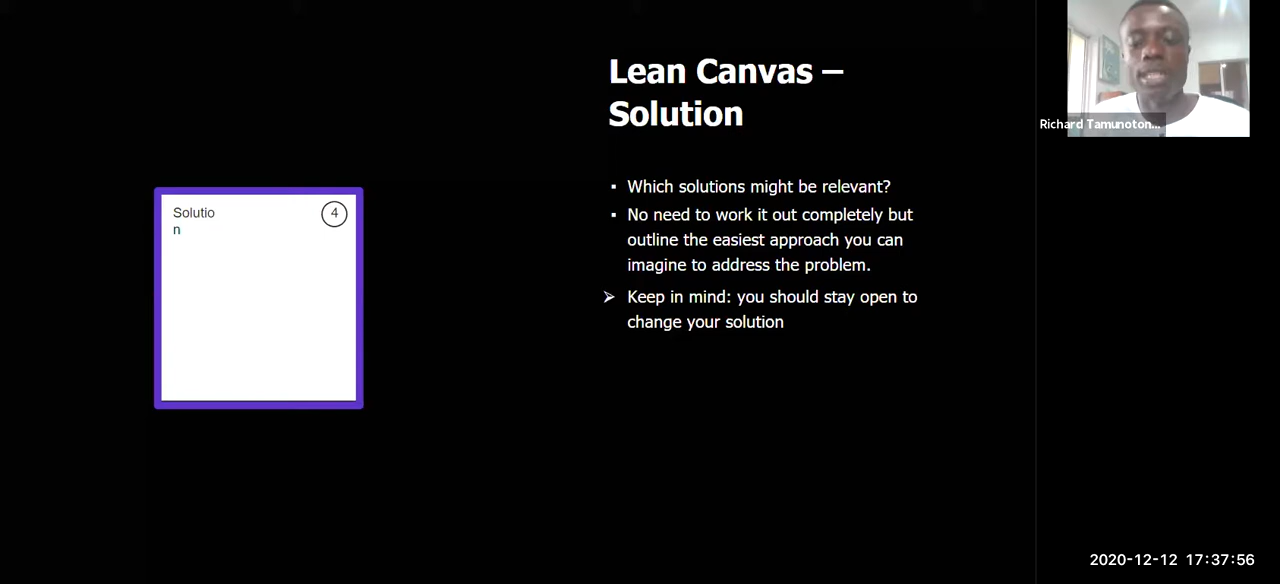 Lean Canvas –
Solution
Richard Tamunoton...
▪ Which solutions might be relevant?
▪ No need to work it out completely but
outline the easiest approach you can
imagine to address the problem.
➢ Keep in mind: you should stay open to
change your solution
Solutio
n
4
2020-12-12 17:37:56